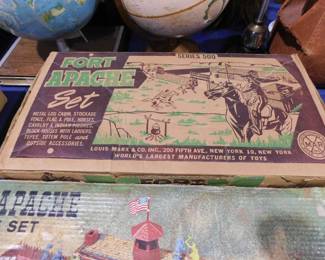 FORT
APACHE
Set
SERIES 500
METAL LOG CABIN, STOCKADE
FENCE, FLAG & POLE, HORSES,
CAVALRY & INDIAN FIGURES,
BLOCK HOUSES WITH LADDERS,
TEPEE, TOTEM POLE
OUTSIDE ACCESSORIES.
LOUIS MARX & CO. INC., 200 FIFTH AVE., NEW YORK 10, NEW YORK
WORLD'S LARGEST MANUFACTURERS OF TOYS
MAR
APACHE
SET